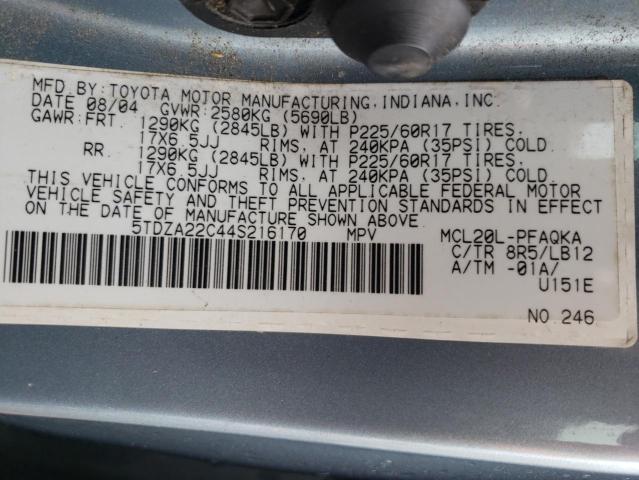 MFD.BY:TOYOTA MOTOR MANUFACTURING,INDIANA,INC.
DATE 08/04 GVWR:2580KG (5690LB)
GAWR:FRT. 1290KG (2845LB) WITH P225/60R17 TIRES.
17X6.5JJ RIMS. AT 240KPA (35PSI) COLD.
RR. 1290KG (2845LB) WITH P225/60R17 TIRES.
17X6.5JJ RIMS. AT 240KPA (35PSI) COLD.
THIS VEHICLE CONFORMS TO ALL APPLICABLE FEDERAL MOTOR
VEHICLE SAFETY AND THEFT PREVENTION STANDARDS IN EFFECT
ON THE DATE OF MANUFACTURE SHOWN ABOVE.
5TDZA22C44S216170 MPV MCL20L-PFAQKA
C/TR 8R5/LB12
A/TM -01A/
U151E
NO.246